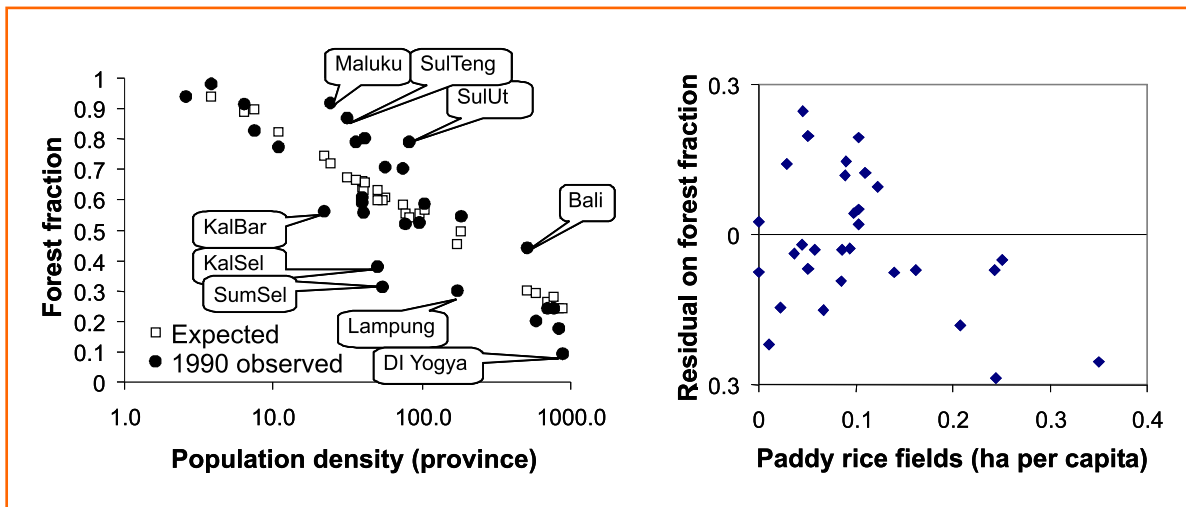 Forest fraction
1
0.9
0.8
0.7
0.6
0.5
0.4
0.3
0.2
0.1
0
Maluku
SulTeng
SulUt
Bali
KalBar
KalSel
SumSel
Lampung
DI Yogya
Expected
1990 observed
1.0 10.0 100.0 1000.0
Population density (province)
Residual on forest fraction
0.3
0
0.3
0 0.1 0.2 0.3 0.4
Paddy rice fields (ha per capita)